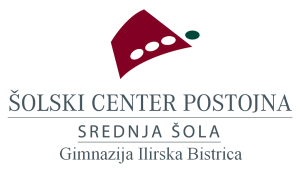 ŠOLSKI CENTER POSTOJNA
SREDNJA ŠOLA
Gimnazija Ilirska Bistrica